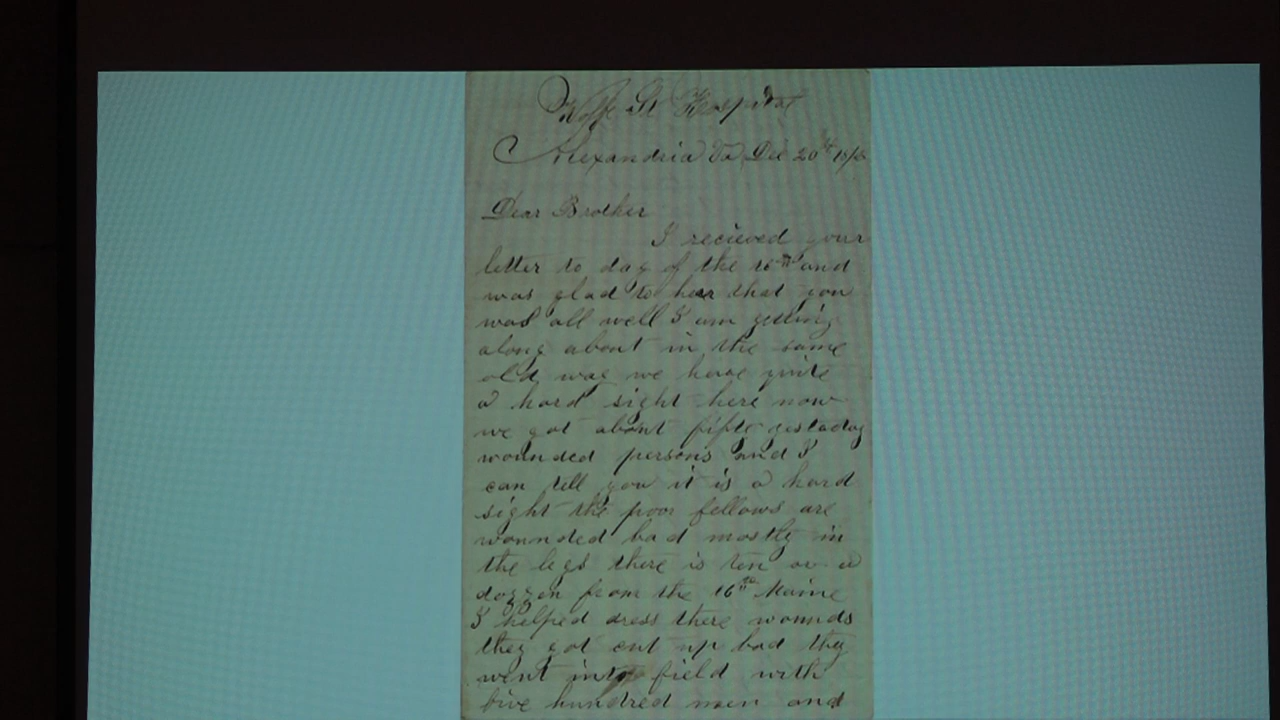 Wolfe St Hospital
Alexandria Va Dec 20th
Dear Brother
I recieved your
letter to day of the 16th and
was glad to hear that you
was all well I am getting
along about in the same
old way we have quite
a hard sight here now
we got about fifte yestaday
wounded persons and I
can tell you it is a hard
sight the poor fellows are
wounded bad mostly in
the legs there is ten or a
dozzen from the 16th Maine
I helped dress there wounds
they got cut up bad they
went into field with
five hundred men and